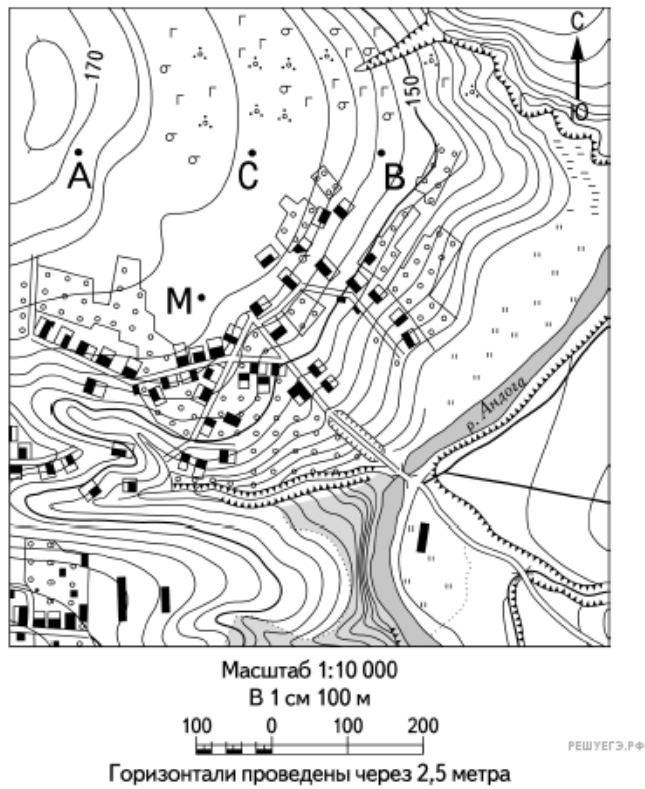 С
170
150
Ю
А
С
В
М
р. Андога
Масштаб 1:10 000
В 1 см 100 м
100 0 100 200
РЕШУЕГЭ.РФ
Горизонтали проведены через 2,5 метра